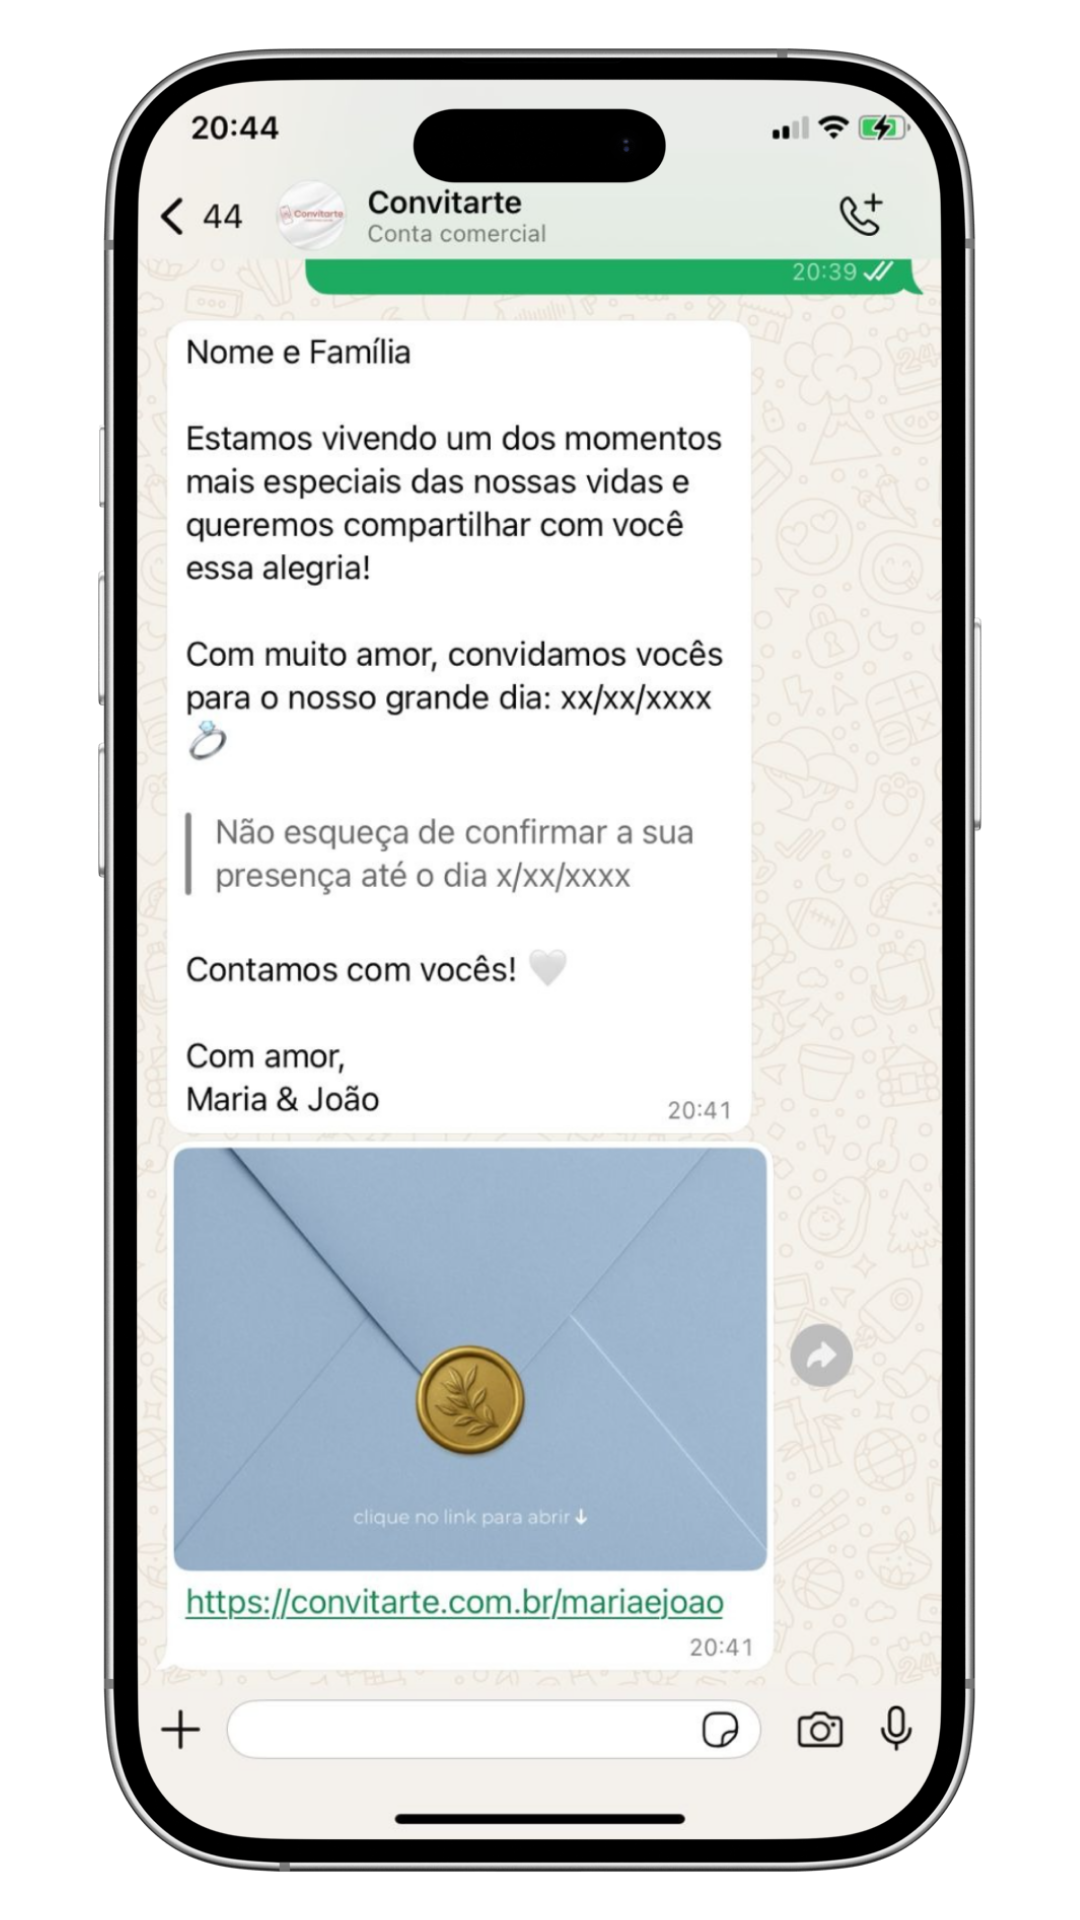 20:44
44
Convitarte
Convitarte
Conta comercial
20:39
Nome e Família
Estamos vivendo um dos momentos
mais especiais das nossas vidas e
queremos compartilhar com você
essa alegria!
Com muito amor, convidamos vocês
para o nosso grande dia: xx/xx/xxxx
💍
Não esqueça de confirmar a sua
presença até o dia x/xx/xxxx
Contamos com vocês! 🤍
Com amor,
Maria & João
20:41
clique no link para abrir ↓
https://convitarte.com.br/mariaejoao
20:41